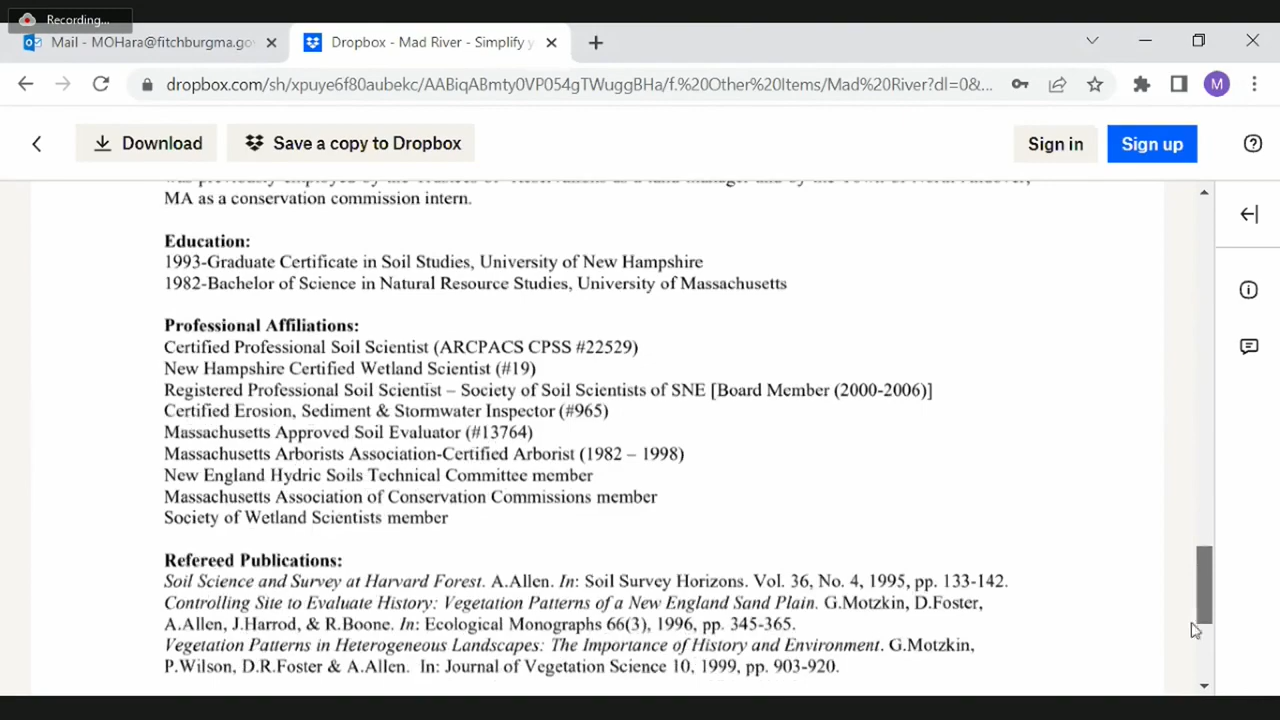 Recording...
Mail - MOHara@fitchburgma.gov
Dropbox - Mad River - Simplify y
dropbox.com/sh/xpuye6f80aubekc/AABiqABmty0VP054gTWuggBHa/f.%20Other%20Items/Mad%20River?dl=0&...
M
Download
Save a copy to Dropbox
Sign in
Sign up
MA as a conservation commission intern.
Education:
1993-Graduate Certificate in Soil Studies, University of New Hampshire
1982-Bachelor of Science in Natural Resource Studies, University of Massachusetts
Professional Affiliations:
Certified Professional Soil Scientist (ARCPACS CPSS #22529)
New Hampshire Certified Wetland Scientist (#19)
Registered Professional Soil Scientist – Society of Soil Scientists of SNE [Board Member (2000-2006)]
Certified Erosion, Sediment & Stormwater Inspector (#965)
Massachusetts Approved Soil Evaluator (#13764)
Massachusetts Arborists Association-Certified Arborist (1982 – 1998)
New England Hydric Soils Technical Committee member
Massachusetts Association of Conservation Commissions member
Society of Wetland Scientists member
Refereed Publications:
Soil Science and Survey at Harvard Forest. A.Allen. In: Soil Survey Horizons. Vol. 36, No. 4, 1995, pp. 133-142.
Controlling Site to Evaluate History: Vegetation Patterns of a New England Sand Plain. G.Motzkin, D.Foster,
A.Allen, J.Harrod, & R.Boone. In: Ecological Monographs 66(3), 1996, pp. 345-365.
Vegetation Patterns in Heterogeneous Landscapes: The Importance of History and Environment. G.Motzkin,
P.Wilson, D.R.Foster & A.Allen. In: Journal of Vegetation Science 10, 1999, pp. 903-920.